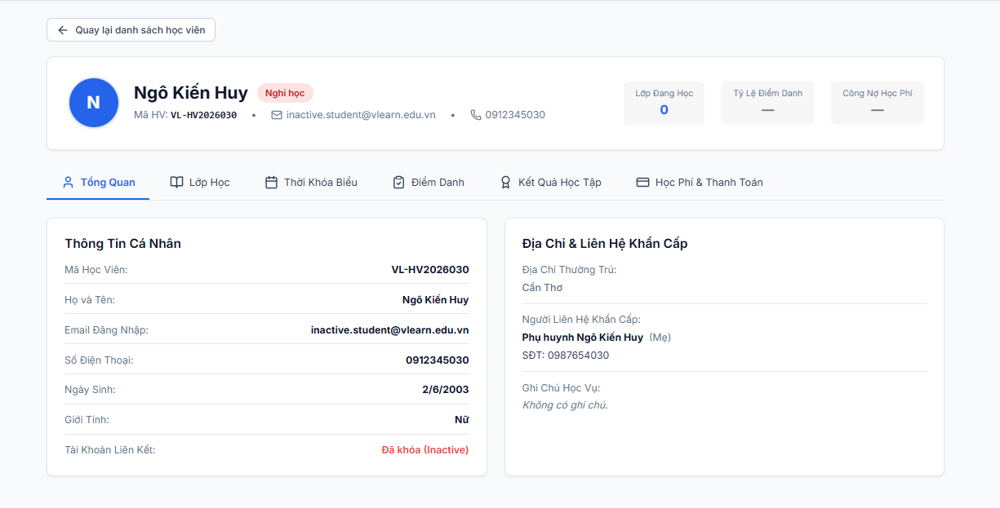 Quay lại danh sách học viên
N
Ngô Kiến Huy Nghỉ học
Mã HV: VL-HV2026030 • inactive.student@vlearn.edu.vn • 0912345030
Lớp Đang Học
0
Tỷ Lệ Điểm Danh
—
Công Nợ Học Phí
—
Tổng Quan Lớp Học Thời Khóa Biểu Điểm Danh Kết Quả Học Tập Học Phí & Thanh Toán
Thông Tin Cá Nhân
Mã Học Viên: VL-HV2026030
Họ và Tên: Ngô Kiến Huy
Email Đăng Nhập: inactive.student@vlearn.edu.vn
Số Điện Thoại: 0912345030
Ngày Sinh: 2/6/2003
Giới Tính: Nữ
Tài Khoản Liên Kết: Đã khóa (Inactive)
Địa Chỉ & Liên Hệ Khẩn Cấp
Địa Chỉ Thường Trú:
Cần Thơ
Người Liên Hệ Khẩn Cấp:
Phụ huynh Ngô Kiến Huy (Mẹ)
SĐT: 0987654030
Ghi Chú Học Vụ:
Không có ghi chú.